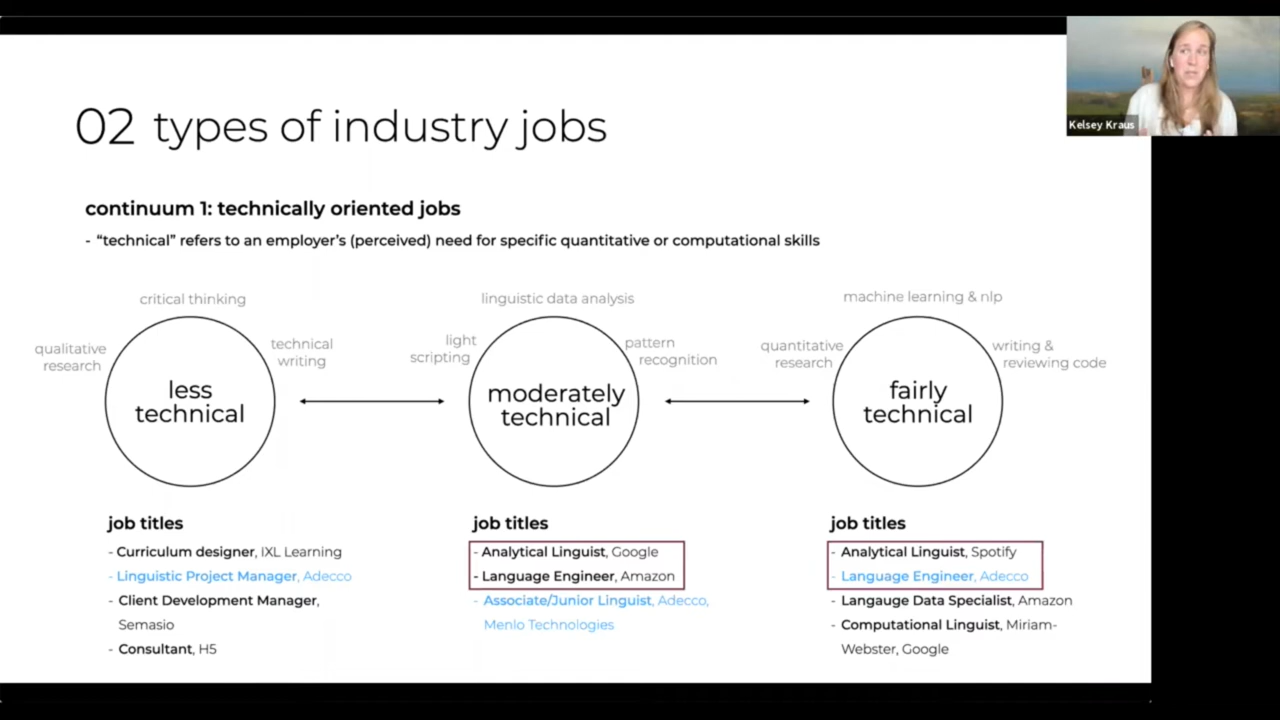 Kelsey Kraus
02 types of industry jobs
continuum 1: technically oriented jobs
- “technical” refers to an employer’s (perceived) need for specific quantitative or computational skills
critical thinking
qualitative
research
technical
writing
less
technical
linguistic data analysis
light
scripting
pattern
recognition
moderately
technical
machine learning & nlp
quantitative
research
writing &
reviewing code
fairly
technical
job titles
- Curriculum designer, IXL Learning
- Linguistic Project Manager, Adecco
- Client Development Manager,
Semasio
- Consultant, H5
job titles
- Analytical Linguist, Google
- Language Engineer, Amazon
- Associate/Junior Linguist, Adecco,
Menlo Technologies
job titles
- Analytical Linguist, Spotify
- Language Engineer, Adecco
- Langauge Data Specialist, Amazon
- Computational Linguist, Miriam-
Webster, Google